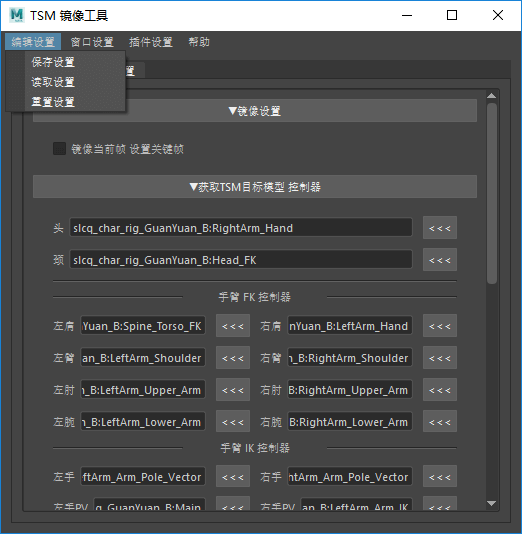 TSM 镜像工具
编辑设置 窗口设置 插件设置 帮助
保存设置
读取设置
重置设置
置
▼镜像设置
镜像当前帧 设置关键帧
▼获取TSM目标模型 控制器
头 slcq_char_rig_GuanYuan_B:RightArm_Hand <<<
颈 slcq_char_rig_GuanYuan_B:Head_FK <<<
手臂 FK 控制器
左肩 ıYuan_B:Spine_Torso_FK <<< 右肩 nYuan_B:LeftArm_Hand <<<
左臂 an_B:LeftArm_Shoulder <<< 右臂 n_B:RightArm_Shoulder <<<
左肘 ı_B:LeftArm_Upper_Arm <<< 右肘 B:RightArm_Upper_Arm <<<
左腕 n_B:LeftArm_Lower_Arm <<< 右腕 B:RightArm_Lower_Arm <<<
手臂 IK 控制器
左手 ftArm_Arm_Pole_Vector <<< 右手 ıtArm_Arm_Pole_Vector <<<
左手PV q_GuanYuan_B:Main <<< 右手PV an_B:LeftArm_Arm_IK <<<